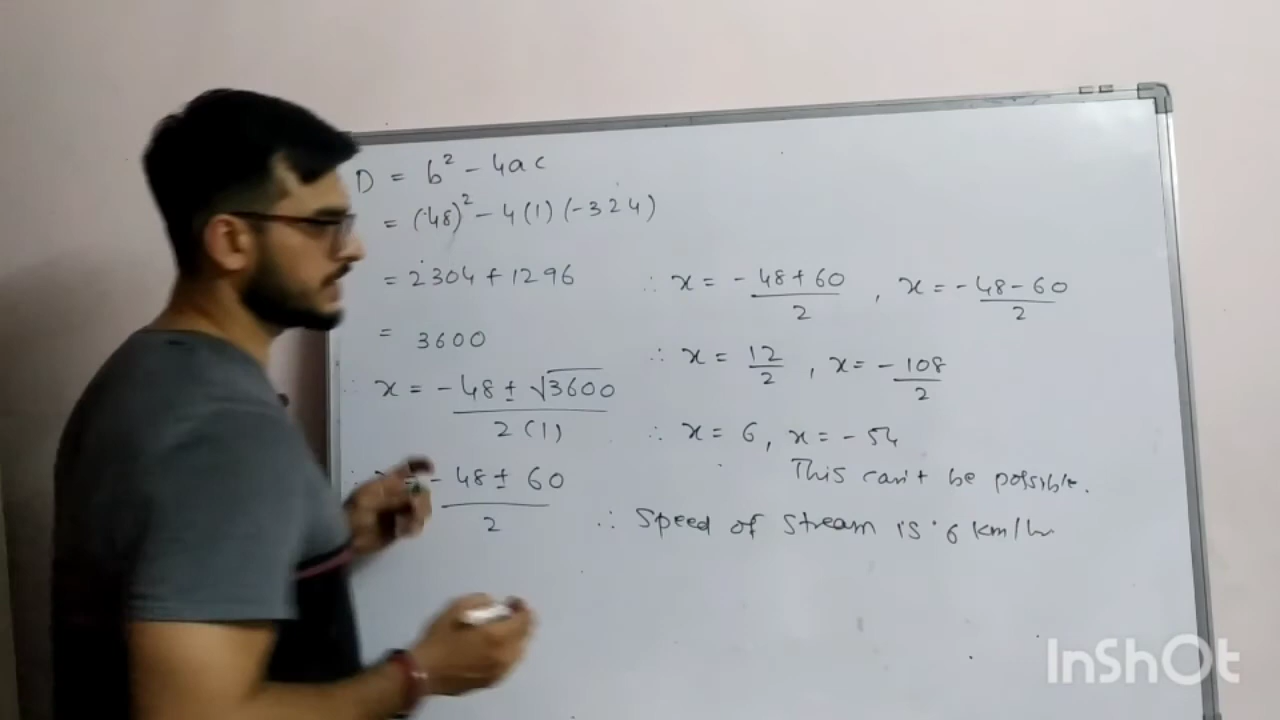 D = b² - 4ac
= (48)² - 4(1)(-324)
= 2304 + 1296
= 3600
∴ x = -48 ± √3600 / 2(1)
-48 ± 60 / 2
∴ x = -48+60 / 2 , x = -48-60 / 2
∴ x = 12/2 , x = -108/2
∴ x = 6, x = -54
This can't be possible.
∴ Speed of stream is 6 km/hr
InShOt